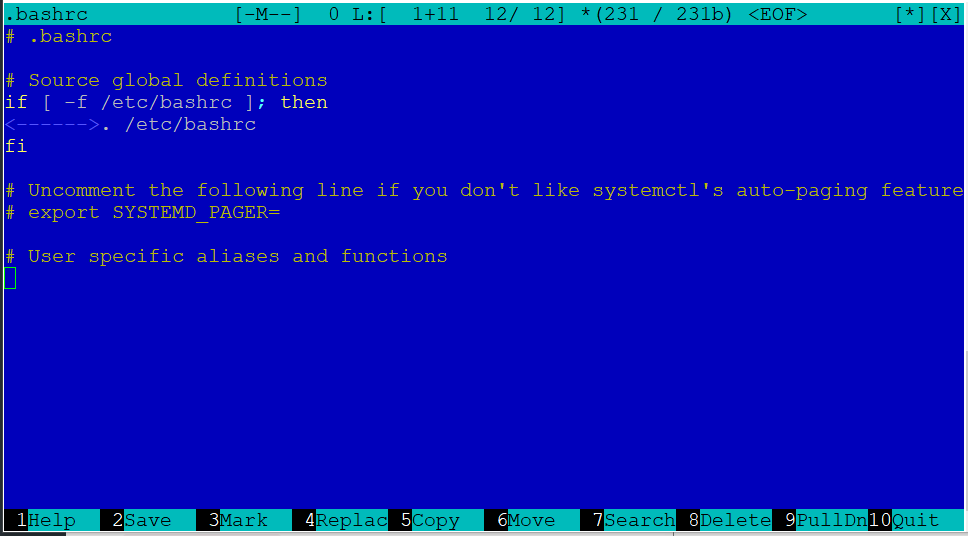 .bashrc [-M--] 0 L:[ 1+11 12/ 12] *(231 / 231b) <EOF> [*][X]
# .bashrc
# Source global definitions
if [ -f /etc/bashrc ]; then
<------>. /etc/bashrc
fi
# Uncomment the following line if you don't like systemctl's auto-paging feature
# export SYSTEMD_PAGER=
# User specific aliases and functions
1Help 2Save 3Mark 4Replac 5Copy 6Move 7Search 8Delete 9PullDn 10Quit